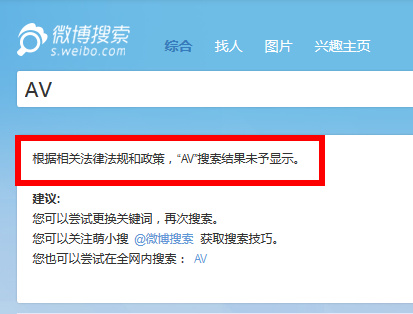 微博搜索
s.weibo.com
综合 找人 图片 兴趣主页
AV
根据相关法律法规和政策，“AV”搜索结果未予显示。
建议:
您可以尝试更换关键词，再次搜索。
您可以关注萌小搜 @微博搜索 获取搜索技巧。
您也可以尝试在全网内搜索： AV